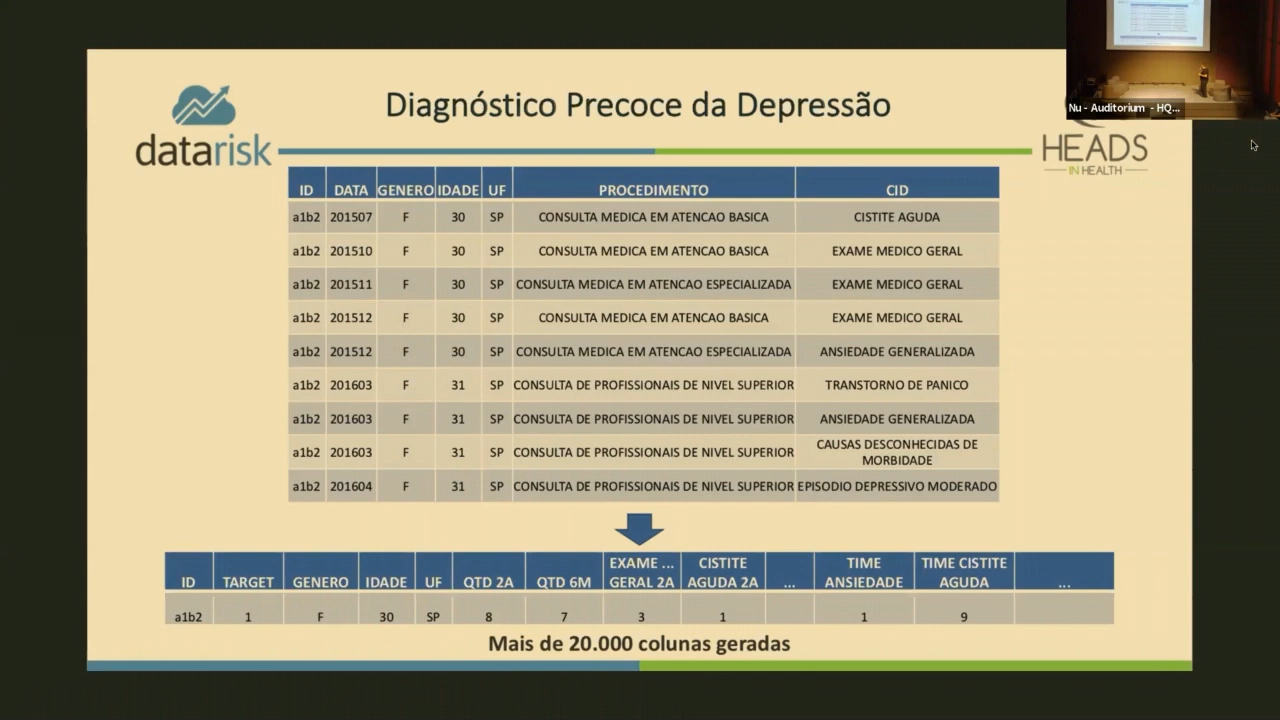 Nu - Auditorium - HQ...
Diagnóstico Precoce da Depressão
datarisk
HEADS
IN HEALTH
ID DATA GENERO IDADE UF PROCEDIMENTO CID
a1b2 201507 F 30 SP CONSULTA MEDICA EM ATENCAO BASICA CISTITE AGUDA
a1b2 201510 F 30 SP CONSULTA MEDICA EM ATENCAO BASICA EXAME MEDICO GERAL
a1b2 201511 F 30 SP CONSULTA MEDICA EM ATENCAO ESPECIALIZADA EXAME MEDICO GERAL
a1b2 201512 F 30 SP CONSULTA MEDICA EM ATENCAO BASICA EXAME MEDICO GERAL
a1b2 201512 F 30 SP CONSULTA MEDICA EM ATENCAO ESPECIALIZADA ANSIEDADE GENERALIZADA
a1b2 201603 F 31 SP CONSULTA DE PROFISSIONAIS DE NIVEL SUPERIOR TRANSTORNO DE PANICO
a1b2 201603 F 31 SP CONSULTA DE PROFISSIONAIS DE NIVEL SUPERIOR ANSIEDADE GENERALIZADA
a1b2 201603 F 31 SP CONSULTA DE PROFISSIONAIS DE NIVEL SUPERIOR CAUSAS DESCONHECIDAS DE
MORBIDADE
a1b2 201604 F 31 SP CONSULTA DE PROFISSIONAIS DE NIVEL SUPERIOR EPISODIO DEPRESSIVO MODERADO
EXAME ... CISTITE TIME TIME CISTITE
ID TARGET GENERO IDADE UF QTD 2A QTD 6M GERAL 2A AGUDA 2A ... ANSIEDADE AGUDA ...
a1b2 1 F 30 SP 8 7 3 1 1 9
Mais de 20.000 colunas geradas